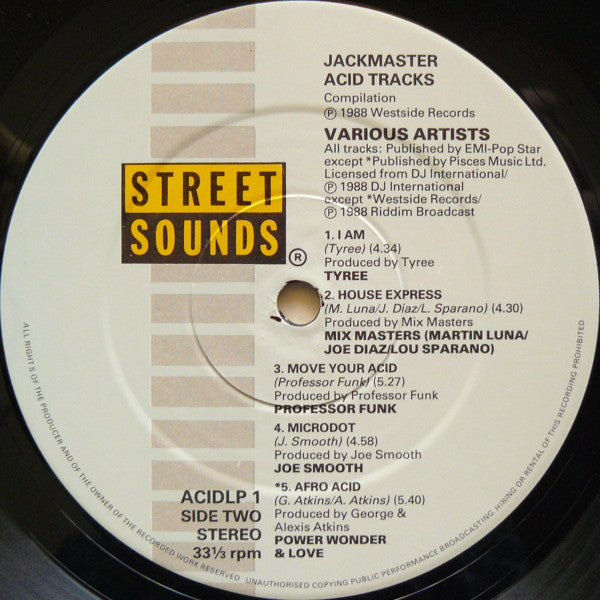 JACKMASTER
ACID TRACKS
Compilation
Ⓟ 1988 Westside Records
VARIOUS ARTISTS
All tracks: Published by EMI-Pop Star
except *Published by Pisces Music Ltd.
Licensed from DJ International/
Ⓟ 1988 DJ International
except *Westside Records/
Ⓟ 1988 Riddim Broadcast
STREET
SOUNDS
®
1. I AM
(Tyree) (4.34)
Produced by Tyree
TYREE
2. HOUSE EXPRESS
(M. Luna/J. Diaz/L. Sparano) (4.30)
Produced by Mix Masters
MIX MASTERS (MARTIN LUNA/
JOE DIAZ/LOU SPARANO)
3. MOVE YOUR ACID
(Professor Funk) (5.27)
Produced by Professor Funk
PROFESSOR FUNK
4. MICRODOT
(J. Smooth) (4.58)
Produced by Joe Smooth
JOE SMOOTH
*5. AFRO ACID
(G. Atkins/A. Atkins) (5.40)
Produced by George &
Alexis Atkins
POWER WONDER
& LOVE
ACIDLP 1
SIDE TWO
STEREO
33⅓ rpm
ALL RIGHTS OF THE PRODUCER AND OF THE OWNER OF THE RECORDED WORK RESERVED UNAUTHORISED COPYING PUBLIC PERFORMANCE BROADCASTING, HIRING OR RENTAL OF THIS RECORDING PROHIBITED